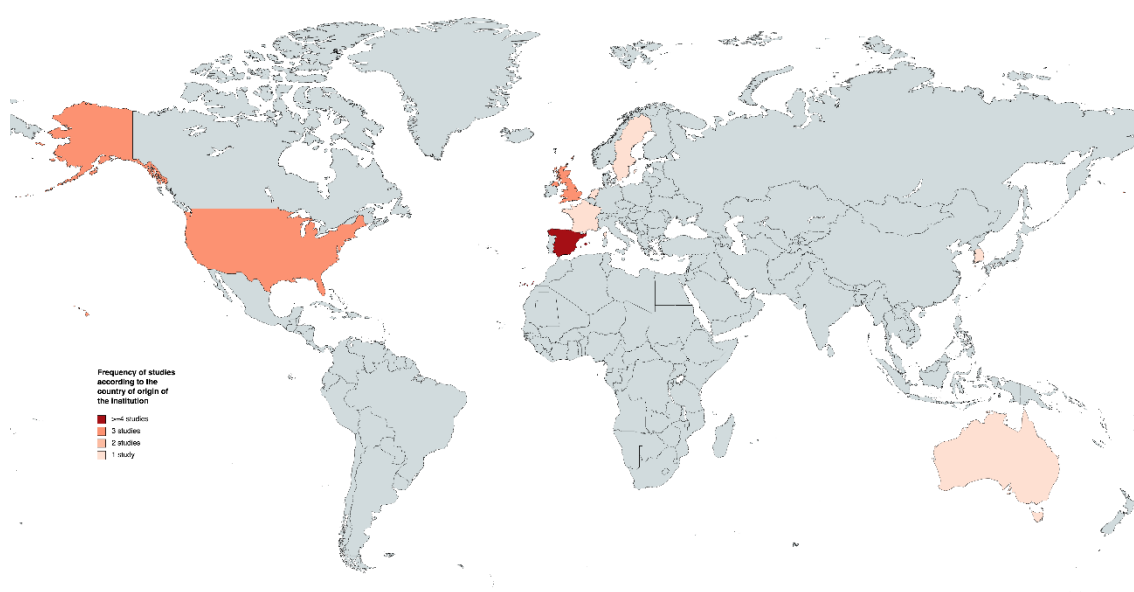 Frequency of studies
according to the
country of origin of
the institution
>=4 studies
3 studies
2 studies
1 study